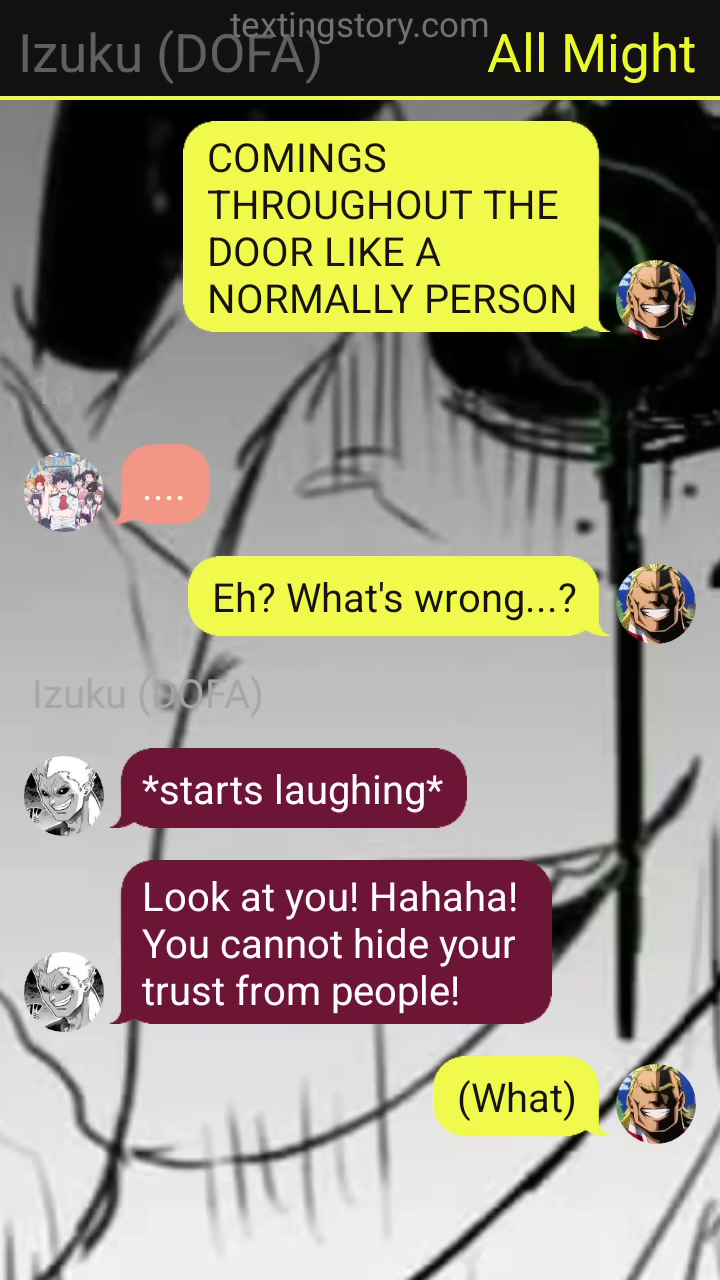 textingstory.com
Izuku (DOFA)
All Might
COMINGS
THROUGHOUT THE
DOOR LIKE A
NORMALLY PERSON
1a
....
Eh? What's wrong...?
Izuku (DOFA)
*starts laughing*
Look at you! Hahaha!
You cannot hide your
trust from people!
(What)